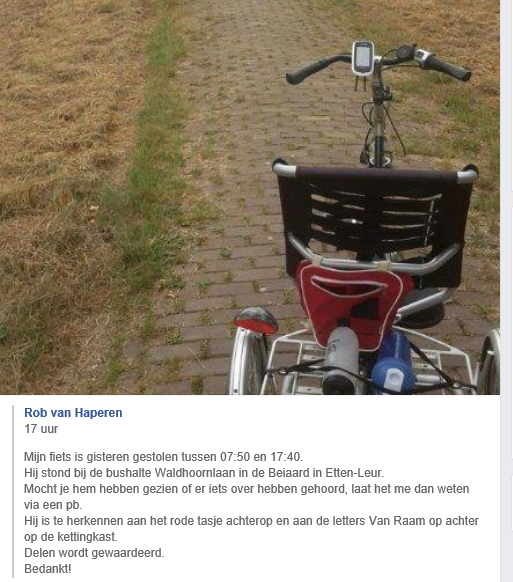 Rob van Haperen
17 uur
Mijn fiets is gisteren gestolen tussen 07:50 en 17:40.
Hij stond bij de bushalte Waldhoornlaan in de Beiaard in Etten-Leur.
Mocht je hem hebben gezien of er iets over hebben gehoord, laat het me dan weten
via een pb.
Hij is te herkennen aan het rode tasje achterop en aan de letters Van Raam op achter
op de kettingkast.
Delen wordt gewaardeerd.
Bedankt!